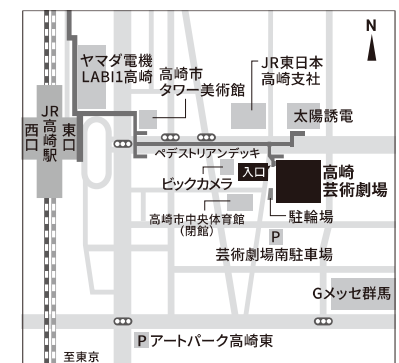 N
ヤマダ電機
LABI1高崎
高崎市
タワー美術館
JR東日本
高崎支社
太陽誘電
JR
高崎駅
西口
東口
ペデストリアンデッキ
ビックカメラ
入口
高崎
芸術劇場
高崎市中央体育館
(閉館)
駐輪場
P
芸術劇場南駐車場
Gメッセ群馬
Pアートパーク高崎東
至東京